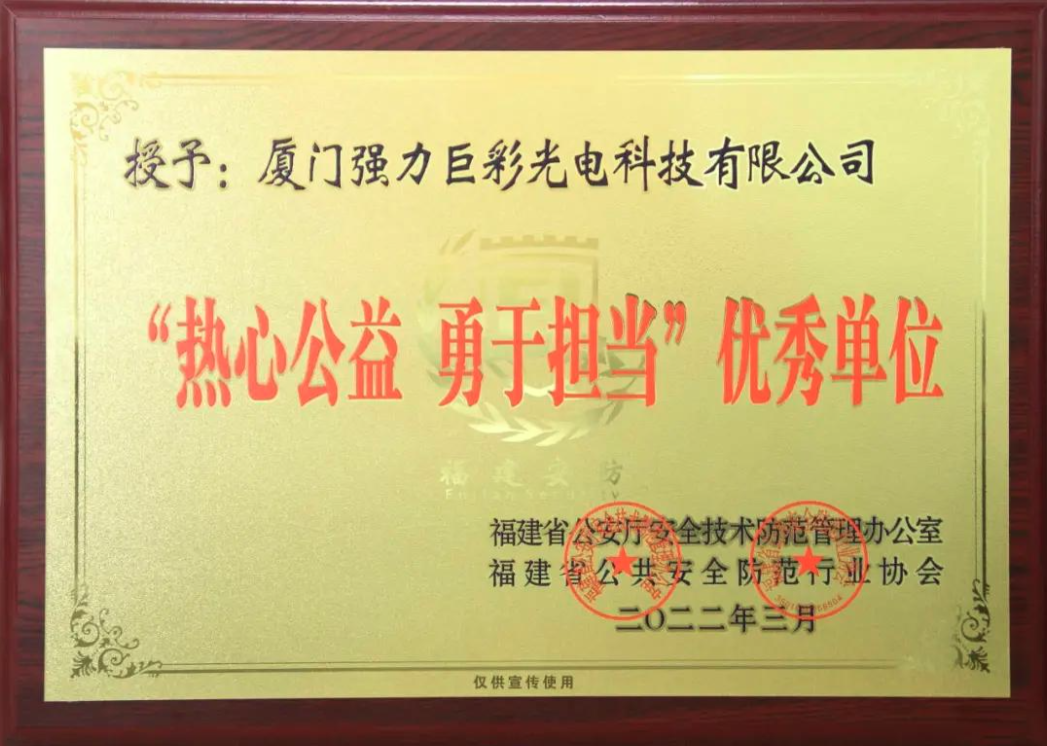 授予：厦门强力巨彩光电科技有限公司
“热心公益 勇于担当”优秀单位
福建安防
Fujian Security
福建省公安厅安全技术防范管理办公室
福建省公共安全防范行业协会
二〇二二年三月
仅供宣传使用